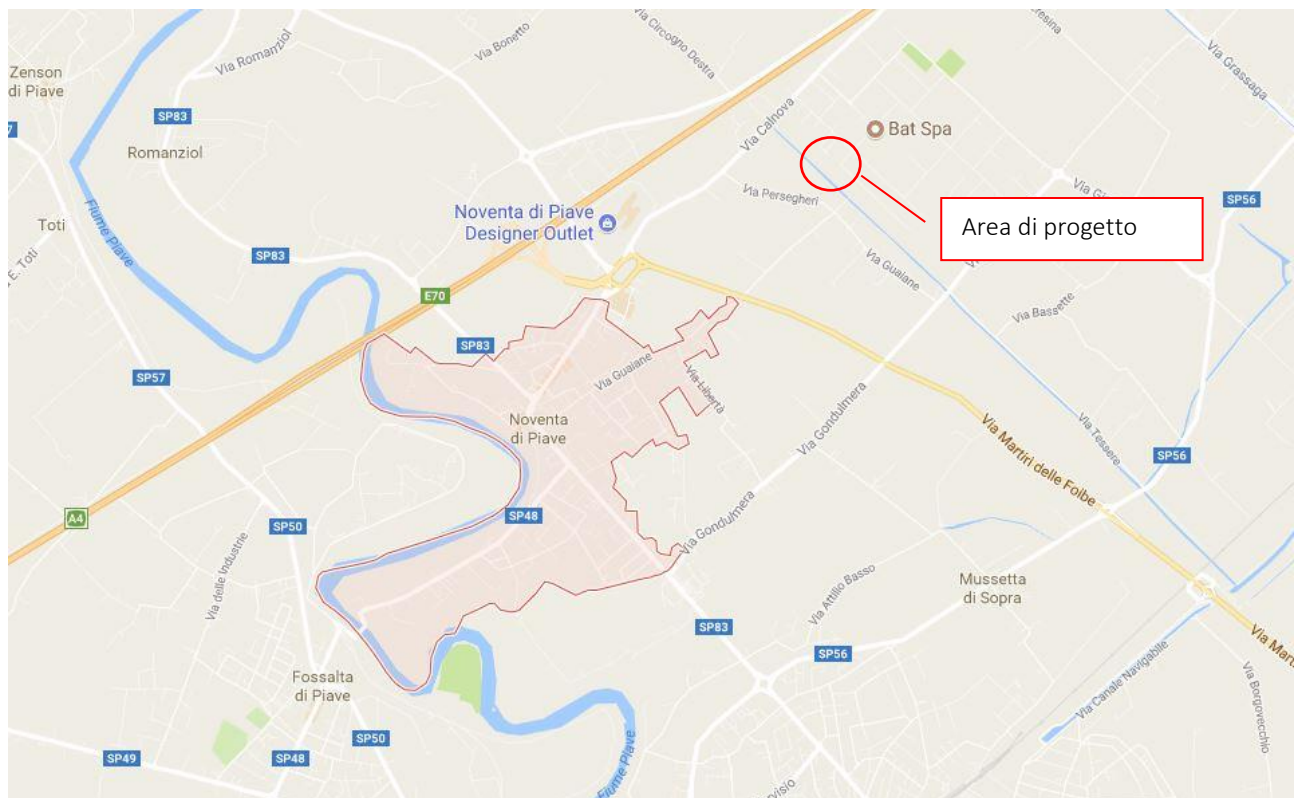 Zenson
di Piave
Via Romanziol
Via Bonetto
Via Circogno Destra
Via Grassaga
SP83
Romanziol
Via Calnova
Bat Spa
Fiume Piave
Toti
E. Toti
Noventa di Piave
Designer Outlet
Via Persegheri
SP56
Area di progetto
SP83
E70
Via Guaiane
Via Bassette
SP83
SP57
Via Guaiane
Via Libertà
Noventa
di Piave
Via Gondulmera
Via Tessere
Via Martiri delle Foibe
SP56
A4
SP50
SP48
Via Gondulmera
Via delle Industrie
Via Attilio Basso
Mussetta
di Sopra
SP83
SP56
Fossalta
di Piave
Via Canale Navigabile
Via Borgovecchio
SP50
SP49
SP48
Fiume Piave